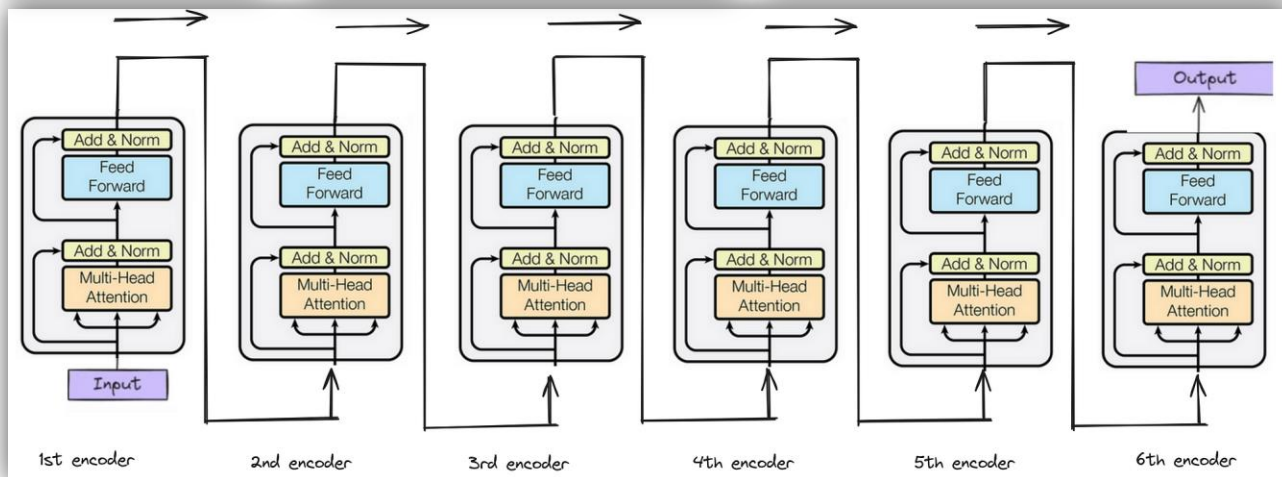 Add & Norm
Feed
Forward
Add & Norm
Multi-Head
Attention
Input
1st encoder
Add & Norm
Feed
Forward
Add & Norm
Multi-Head
Attention
2nd encoder
Add & Norm
Feed
Forward
Add & Norm
Multi-Head
Attention
3rd encoder
Add & Norm
Feed
Forward
Add & Norm
Multi-Head
Attention
4th encoder
Add & Norm
Feed
Forward
Add & Norm
Multi-Head
Attention
5th encoder
Output
Add & Norm
Feed
Forward
Add & Norm
Multi-Head
Attention
6th encoder